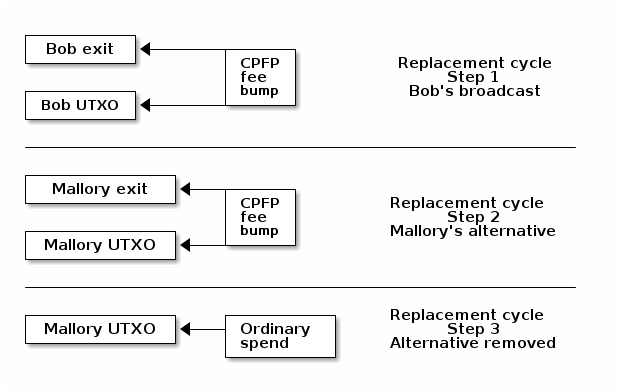 Bob exit
Bob UTXO
CPFP
fee
bump
Replacement cycle
Step 1
Bob's broadcast
Mallory exit
Mallory UTXO
CPFP
fee
bump
Replacement cycle
Step 2
Mallory's alternative
Mallory UTXO
Ordinary
spend
Replacement cycle
Step 3
Alternative removed